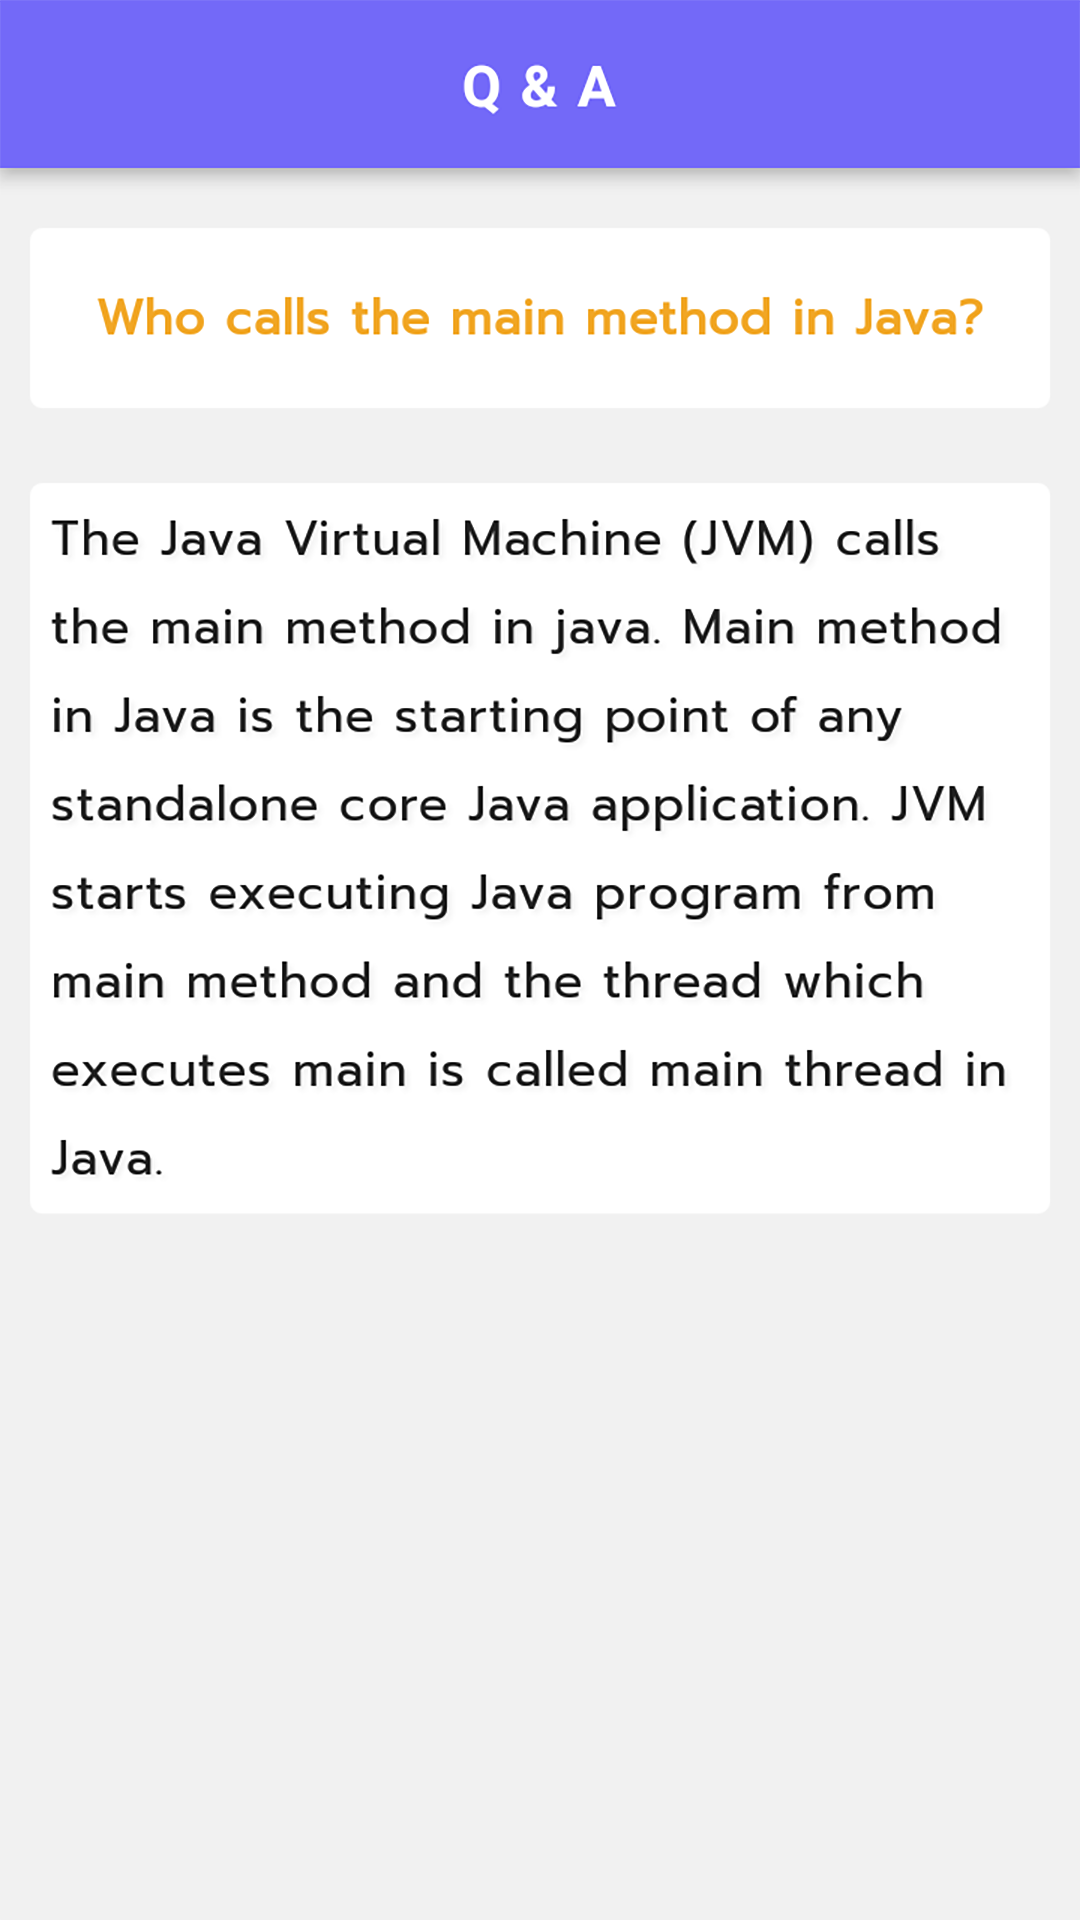 Q & A
Who calls the main method in Java?
The Java Virtual Machine (JVM) calls
the main method in java. Main method
in Java is the starting point of any
standalone core Java application. JVM
starts executing Java program from
main method and the thread which
executes main is called main thread in
Java.